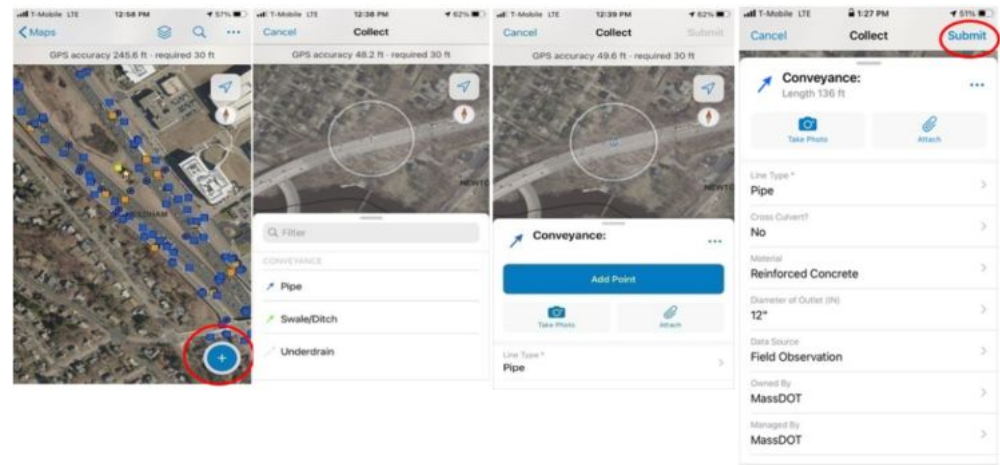 T-Mobile LTE 12:58 PM 57%
Maps
GPS accuracy 245.6 ft - required 30 ft
NEEDHAM
+
T-Mobile LTE 12:38 PM 62%
Cancel Collect
GPS accuracy 48.2 ft - required 30 ft
Filter
CONVEYANCE
Pipe
Swale/Ditch
Underdrain
T-Mobile LTE 12:39 PM 62%
Cancel Collect Submit
GPS accuracy 49.6 ft - required 30 ft
Conveyance:
Add Point
Take Photo Attach
Line Type *
Pipe
T-Mobile LTE 1:27 PM 51%
Cancel Collect Submit
Conveyance:
Length 136 ft
Take Photo Attach
Line Type *
Pipe
Cross Culvert?
No
Material
Reinforced Concrete
Diameter of Outlet (IN)
12"
Data Source
Field Observation
Owned By
MassDOT
Managed By
MassDOT